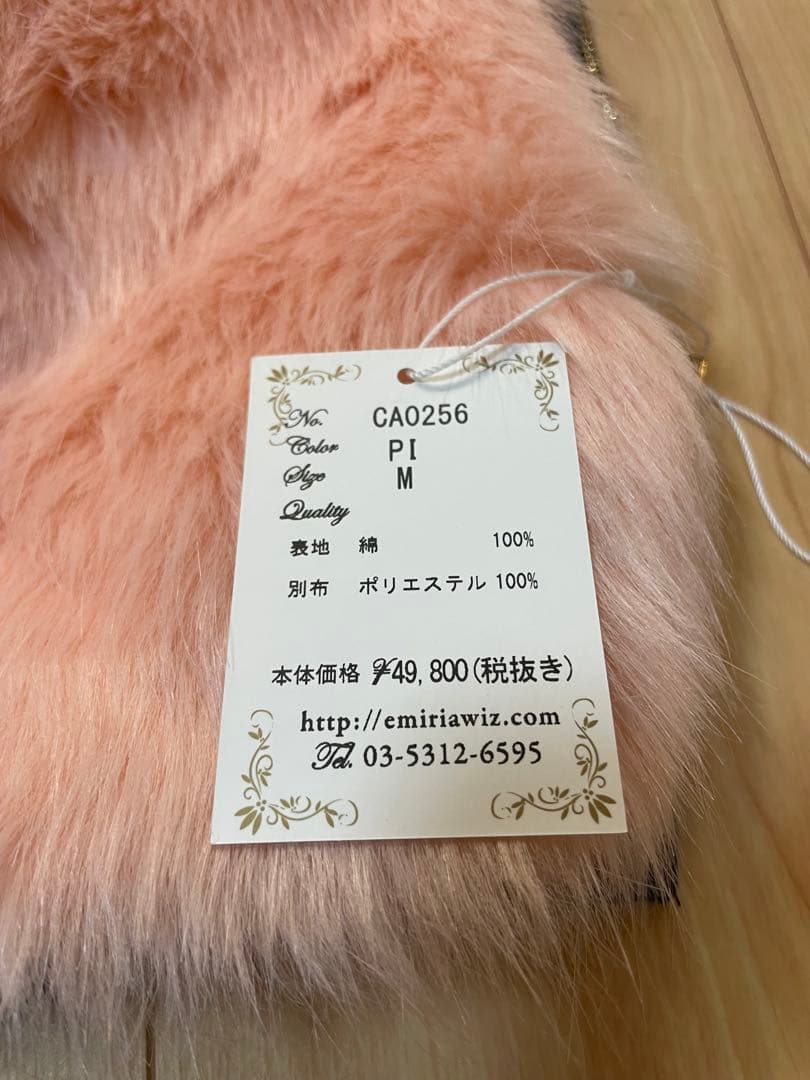 No. CA0256
Color PI
Size M
Quality
表地 綿 100%
別布 ポリエステル 100%
本体価格 ¥49,800(税抜き)
http://emiriawiz.com
Tel. 03-5312-6595